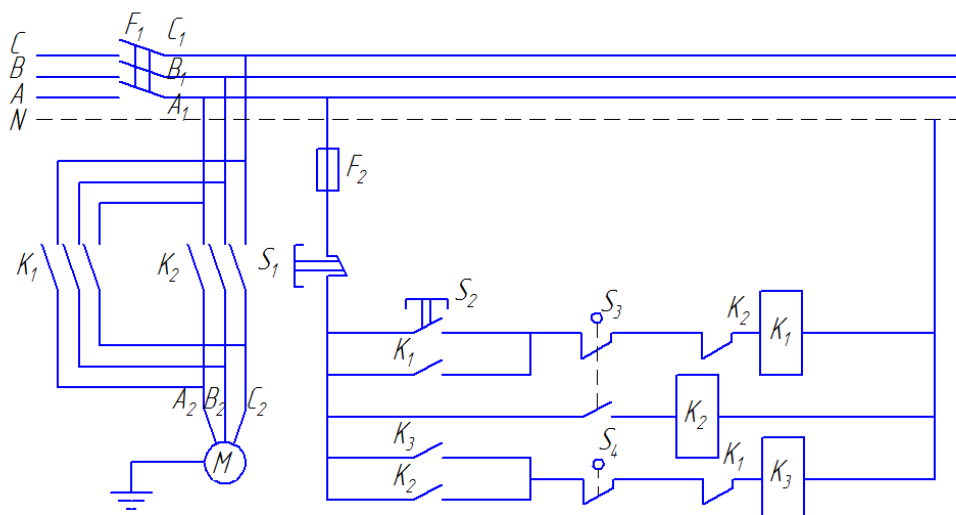 F1 C1
C
B B1
A A1
N
F2
K1 K2 S1
S2 S3 K2 K1
K1
K2
A2 B2 C2
K3 S4 K1 K3
K2
M